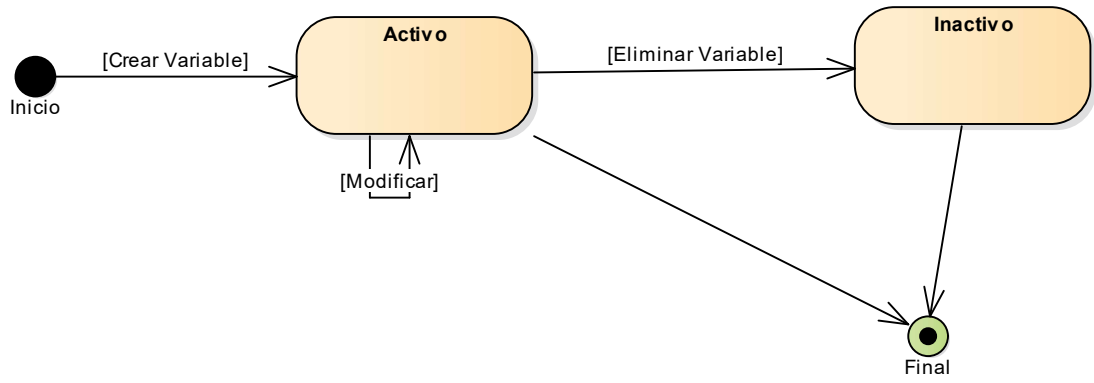 Activo
Inactivo
[Crear Variable]
[Eliminar Variable]
Inicio
[Modificar]
Final